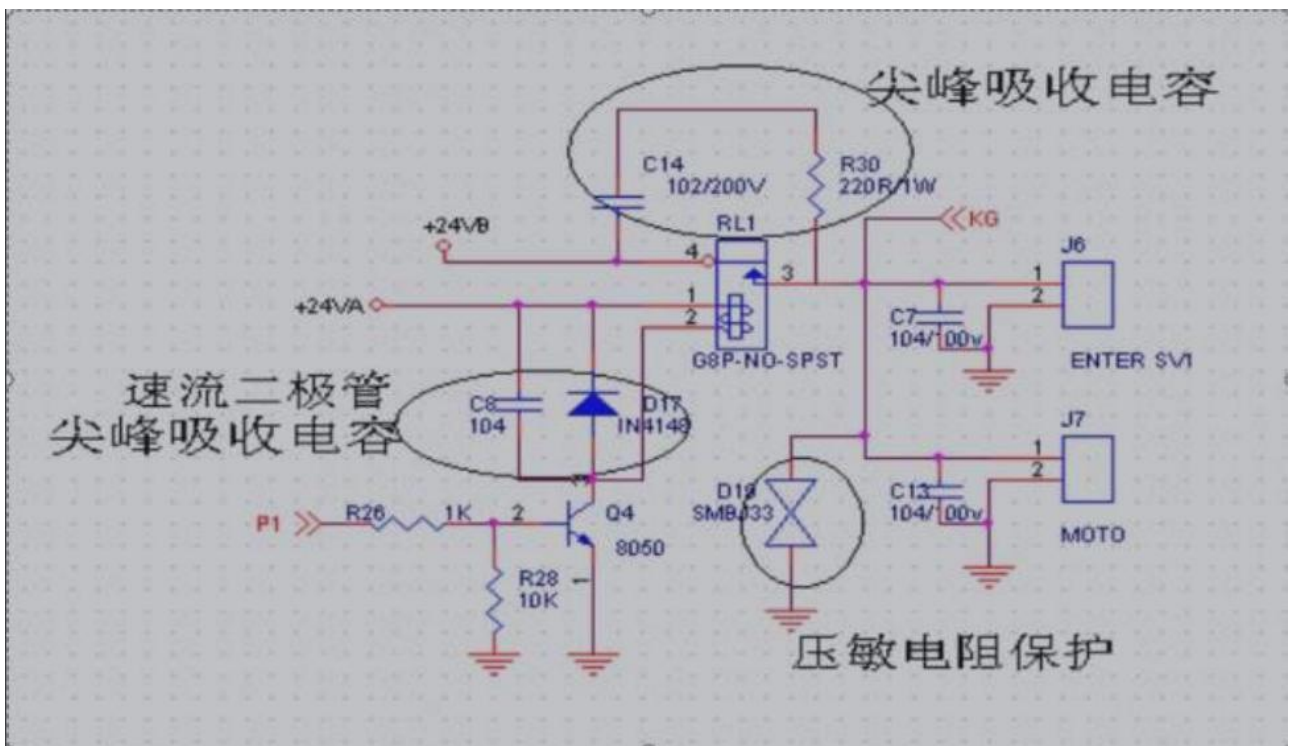 尖峰吸收电容
C14
102/200V
R30
220R/1W
+24VB
RL1
KG
J6
4
3
1
2
+24VA
1
2
C7
104/100v
G8P-NO-SPST
ENTER SV1
速流二极管
尖峰吸收电容
C8
104
D17
IN4148
J7
1
2
D19
SMBJ33
C13
104/100v
MOTO
P1
R26
1K
2
Q4
8050
R28
10K
1
压敏电阻保护